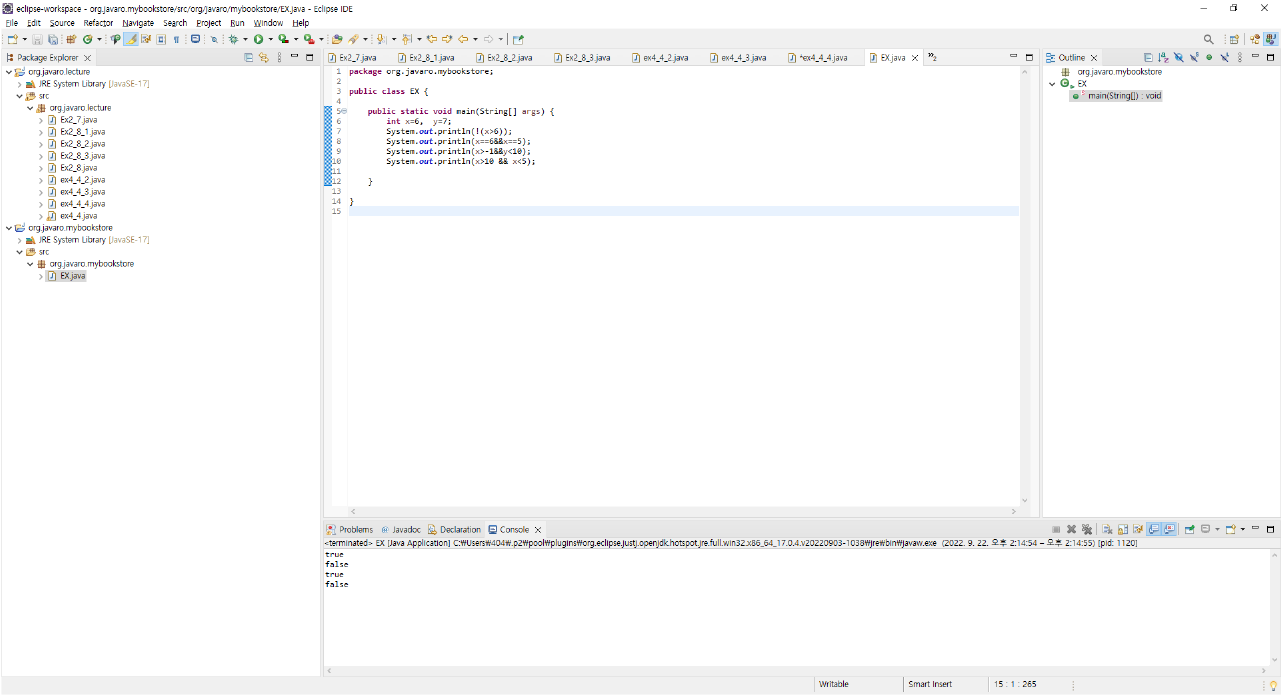 eclipse-workspace - org.javaro.mybookstore/src/org/javaro/mybookstore/EX.java - Eclipse IDE
File Edit Source Refactor Navigate Search Project Run Window Help
Package Explorer
org.javaro.lecture
JRE System Library [JavaSE-17]
src
org.javaro.lecture
Ex2_7.java
Ex2_8_1.java
Ex2_8_2.java
Ex2_8_3.java
Ex2_8.java
ex4_4_2.java
ex4_4_3.java
ex4_4_4.java
ex4_4.java
org.javaro.mybookstore
JRE System Library [JavaSE-17]
src
org.javaro.mybookstore
EX.java
Ex2_7.java Ex2_8_1.java Ex2_8_2.java Ex2_8_3.java ex4_4_2.java ex4_4_3.java *ex4_4_4.java EX.java »2
1 package org.javaro.mybookstore;
2
3 public class EX {
4
5 public static void main(String[] args) {
6 int x=6, y=7;
7 System.out.println(!(x>6));
8 System.out.println(x==6&&x==5);
9 System.out.println(x>-1&&y<10);
10 System.out.println(x>10 && x<5);
11
12 }
13
14 }
15
Outline
org.javaro.mybookstore
EX
main(String[]) : void
Problems Javadoc Declaration Console
<terminated> EX [Java Application] C:₩Users₩404₩.p2₩pool₩plugins₩org.eclipse.justj.openjdk.hotspot.jre.full.win32.x86_64_17.0.4.v20220903-1038₩jre₩bin₩javaw.exe (2022. 9. 22. 오후 2:14:54 – 오후 2:14:55) [pid: 1120]
true
false
true
false
Writable Smart Insert 15 : 1 : 265